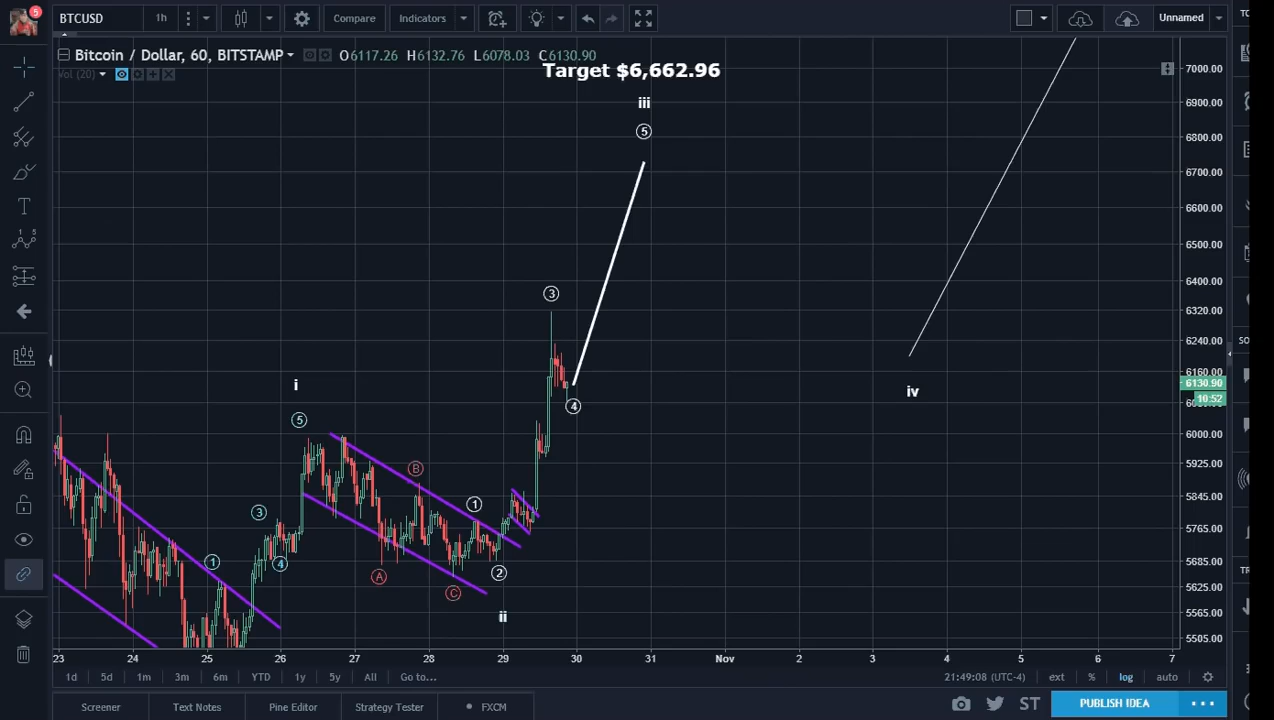 5
BTCUSD
1h
Compare
Indicators
Unnamed
Bitcoin / Dollar, 60, BITSTAMP
O6117.26 H6132.76 L6078.03 C6130.90
Vol (20)
Target $6,662.96
iii
5
3
4
iv
i
5
3
4
1
B
1
A
C
2
ii
7000.00
6900.00
6800.00
6700.00
6600.00
6500.00
6400.00
6320.00
6240.00
6160.00
6130.90
10:52
6000.00
5925.00
5845.00
5765.00
5685.00
5625.00
5565.00
5505.00
23 24 25 26 27 28 29 30 31 Nov 2 3 4 5 6 7
1d 5d 1m 3m 6m YTD 1y 5y All Go to... 21:49:08 (UTC-4) ext % log auto
Screener Text Notes Pine Editor Strategy Tester FXCM ST PUBLISH IDEA